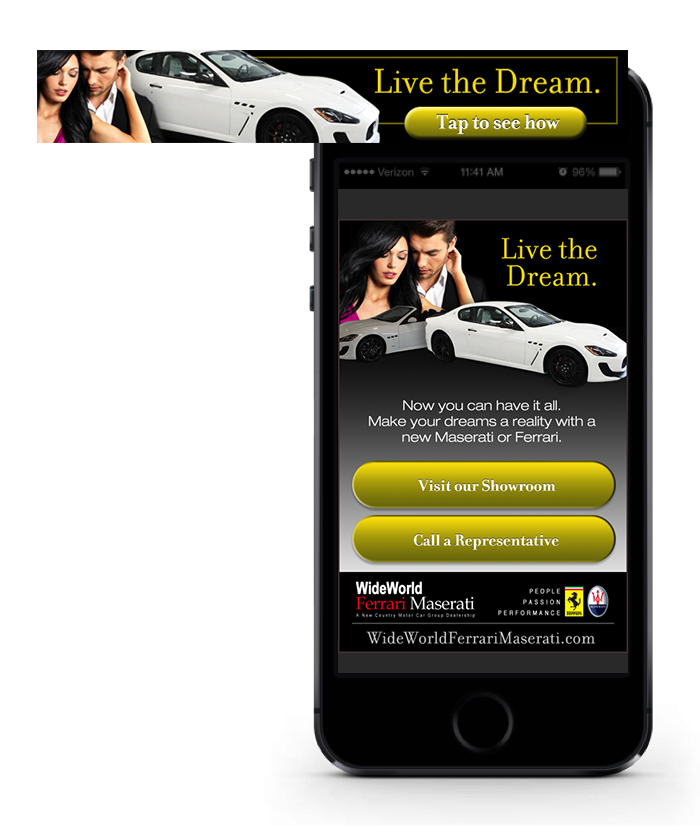 Live the Dream.
Tap to see how
Verizon
11:41 AM
96%
Live the
Dream.
Now you can have it all.
Make your dreams a reality with a
new Maserati or Ferrari.
Visit our Showroom
Call a Representative
WideWorld
Ferrari Maserati
A New Country Motor Car Group Dealership
PEOPLE
PASSION
PERFORMANCE
WideWorldFerrariMaserati.com